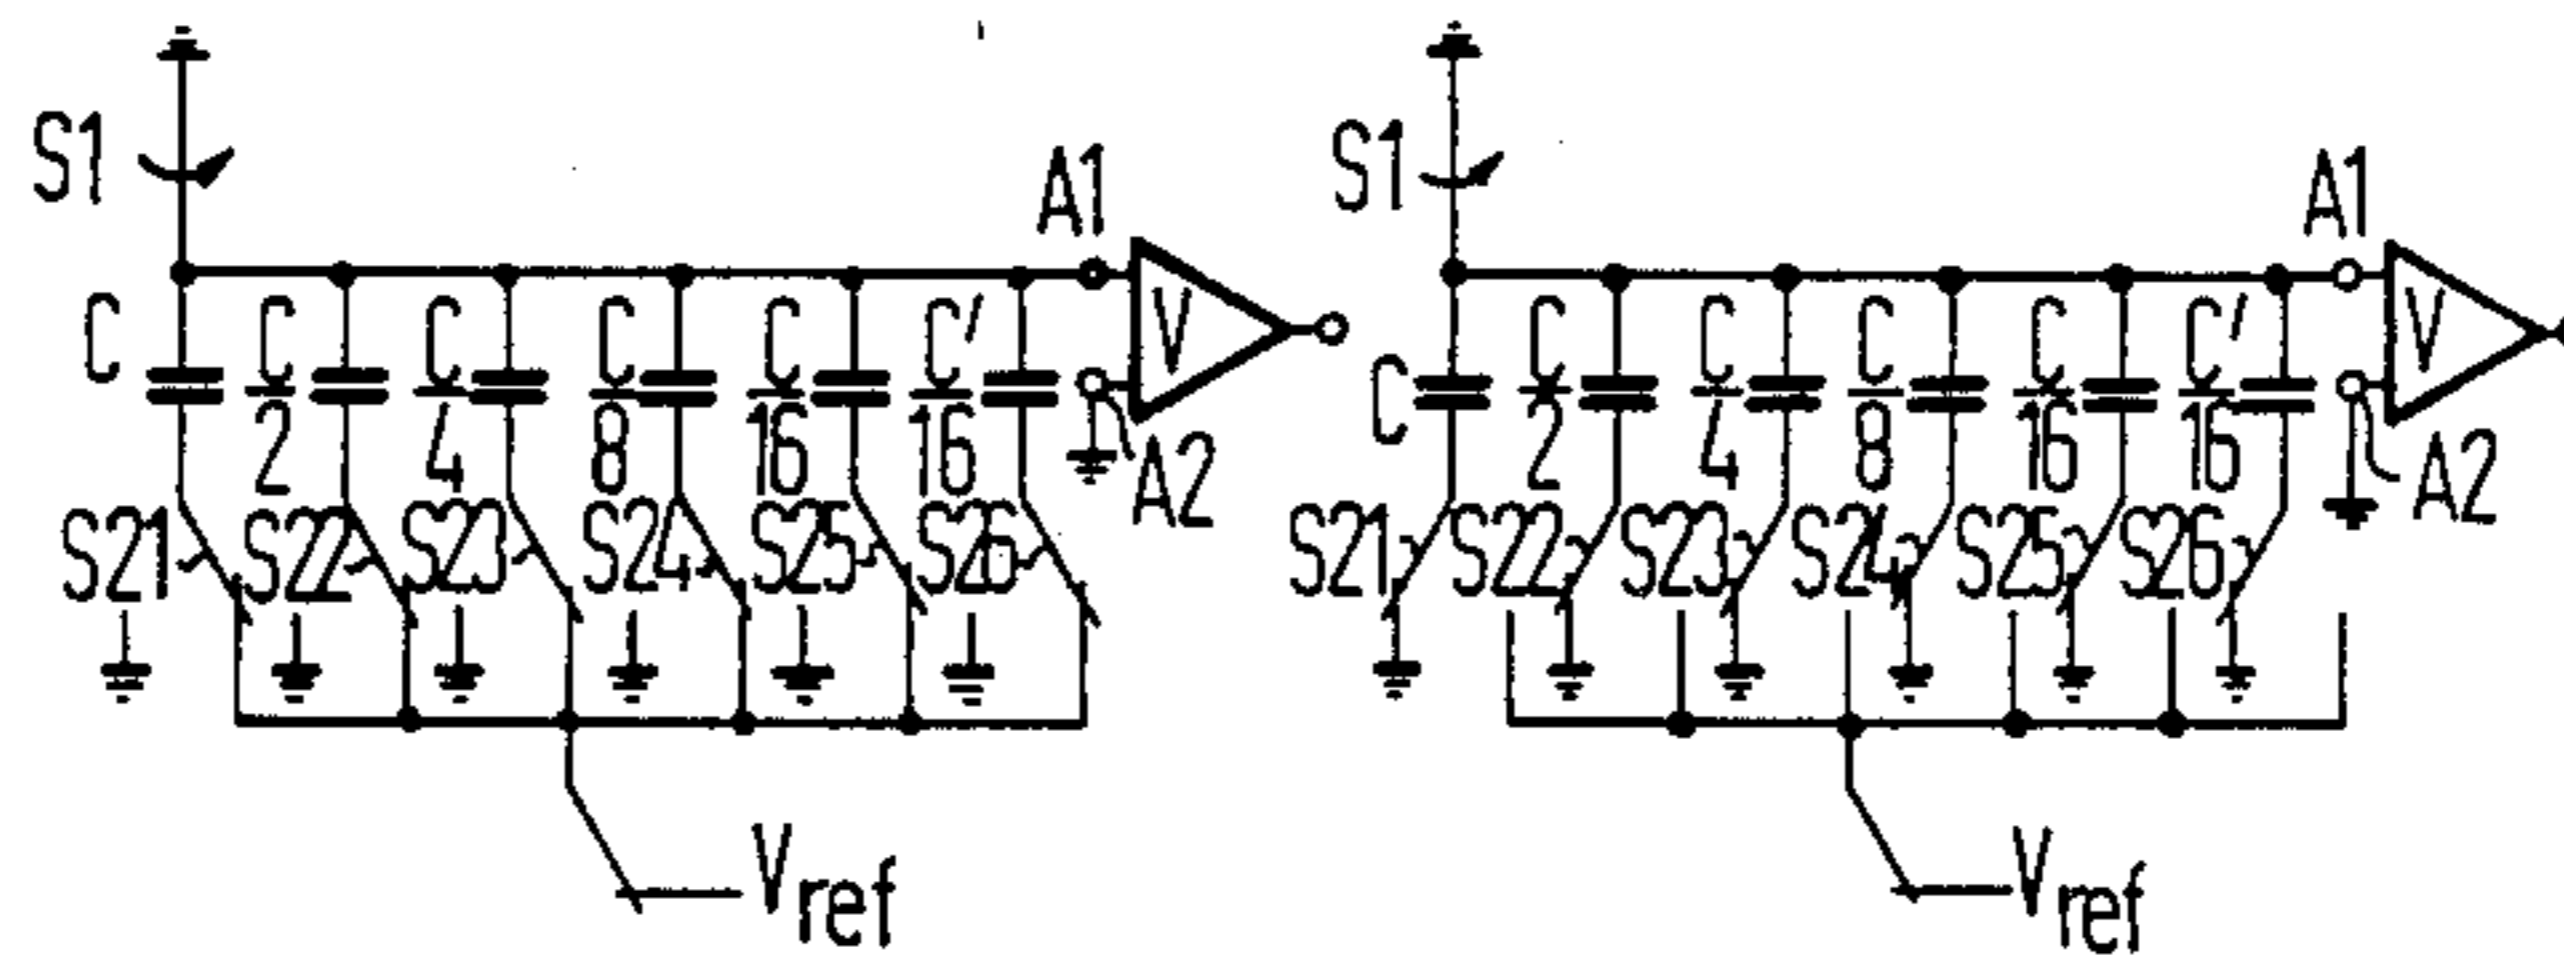 S1 A1 S1 A1
C C/2 C/4 C/8 C/16 C'/16 V C C/2 C/4 C/8 C/16 C'/16 V
A2 A2
S21 S22 S23 S24 S25 S26 S21 S22 S23 S24 S25 S26
Vref Vref